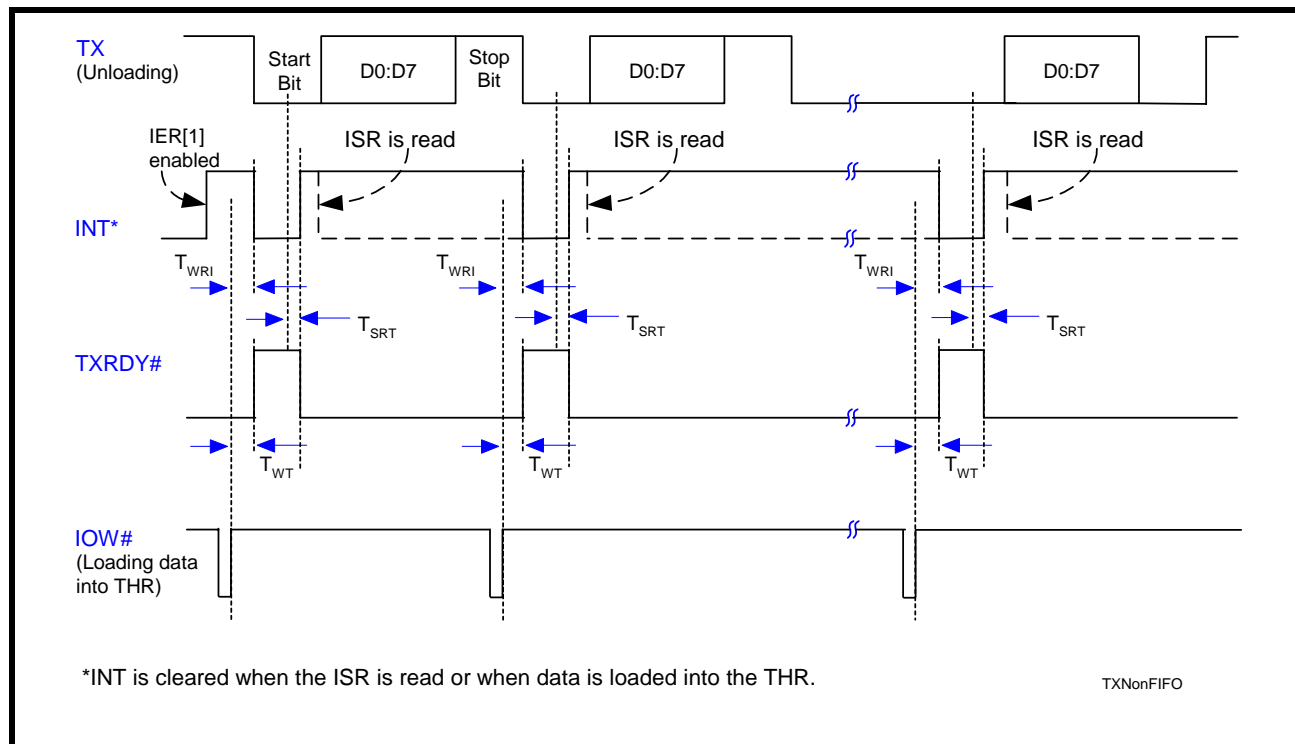 TX
(Unloading)
Start
Bit
D0:D7
Stop
Bit
D0:D7
D0:D7
IER[1]
enabled
ISR is read
ISR is read
ISR is read
INT*
TWRI
TWRI
TWRI
TSRT
TSRT
TSRT
TXRDY#
TWT
TWT
TWT
IOW#
(Loading data
into THR)
*INT is cleared when the ISR is read or when data is loaded into the THR.
TXNonFIFO